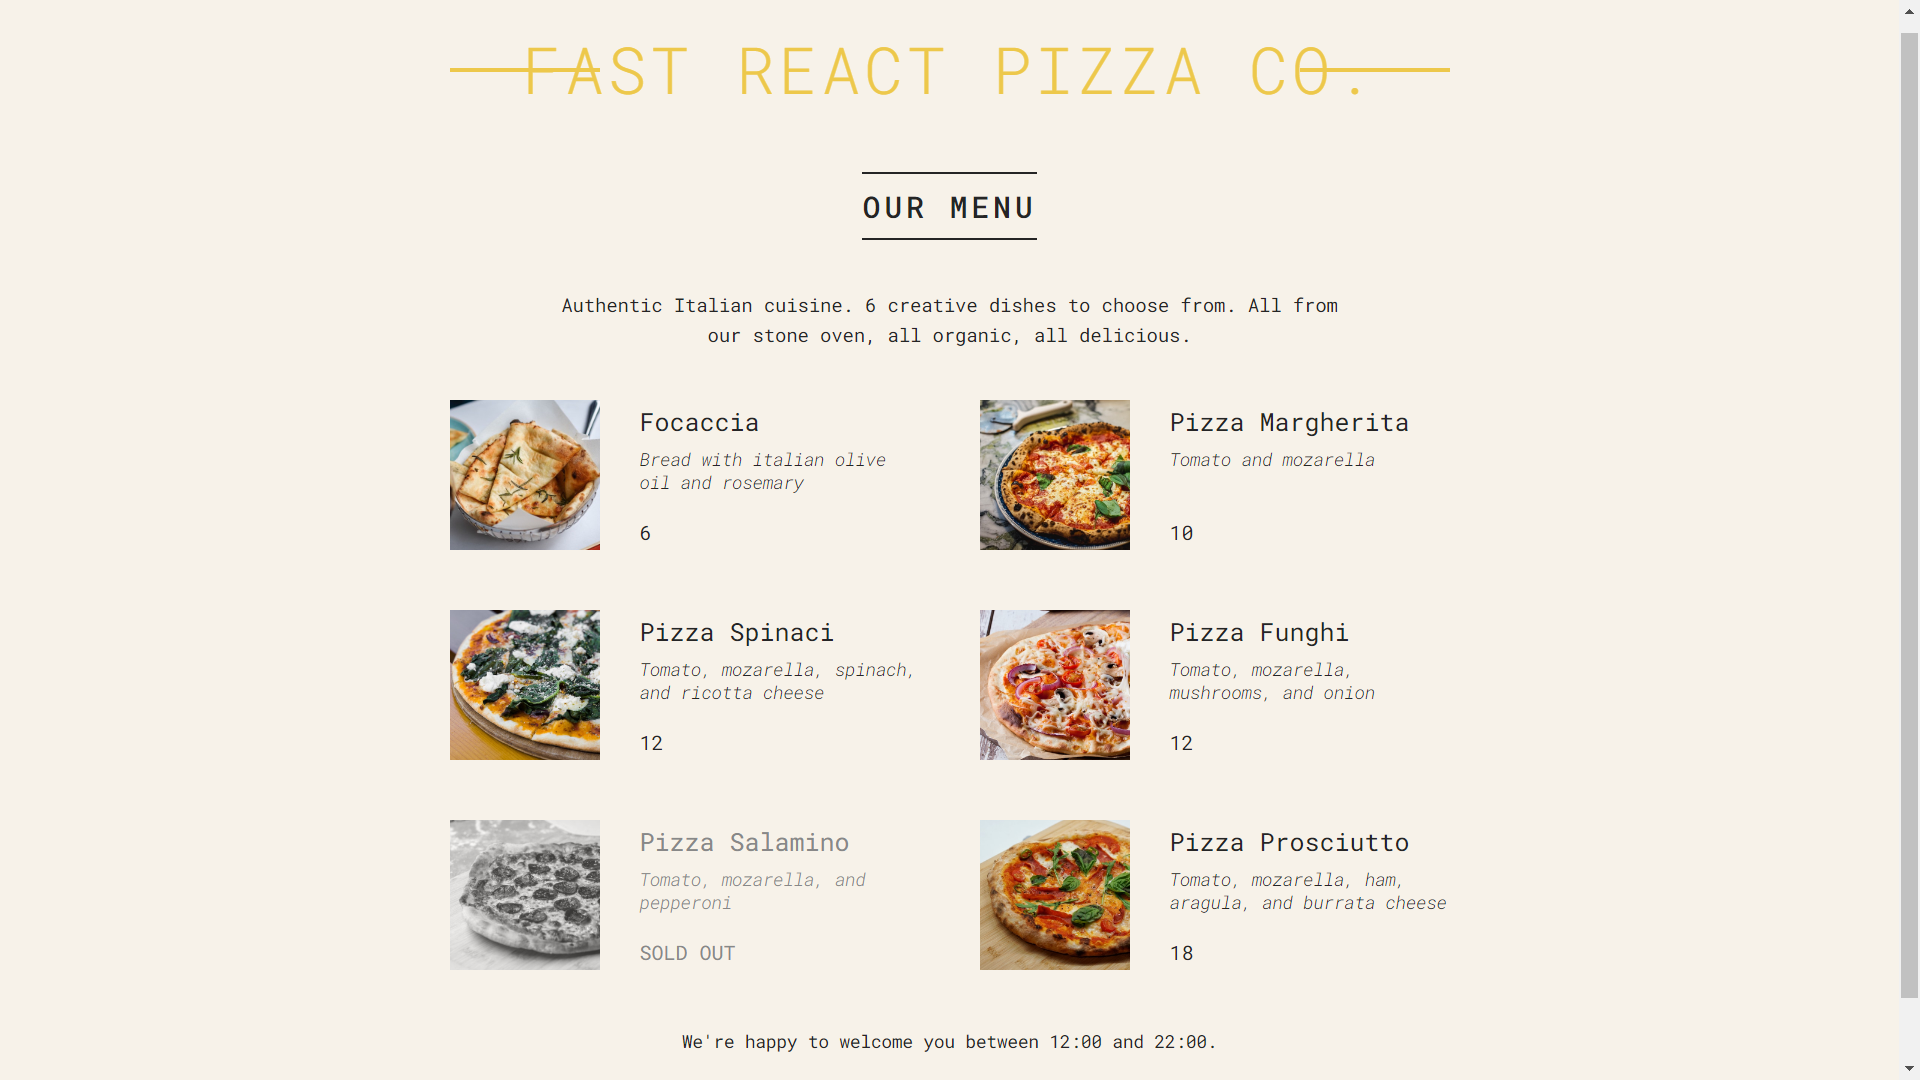 FAST REACT PIZZA CO.
OUR MENU
Authentic Italian cuisine. 6 creative dishes to choose from. All from
our stone oven, all organic, all delicious.
Focaccia
Bread with italian olive
oil and rosemary
6
Pizza Margherita
Tomato and mozarella
10
Pizza Spinaci
Tomato, mozarella, spinach,
and ricotta cheese
12
Pizza Funghi
Tomato, mozarella,
mushrooms, and onion
12
Pizza Salamino
Tomato, mozarella, and
pepperoni
SOLD OUT
Pizza Prosciutto
Tomato, mozarella, ham,
aragula, and burrata cheese
18
We're happy to welcome you between 12:00 and 22:00.